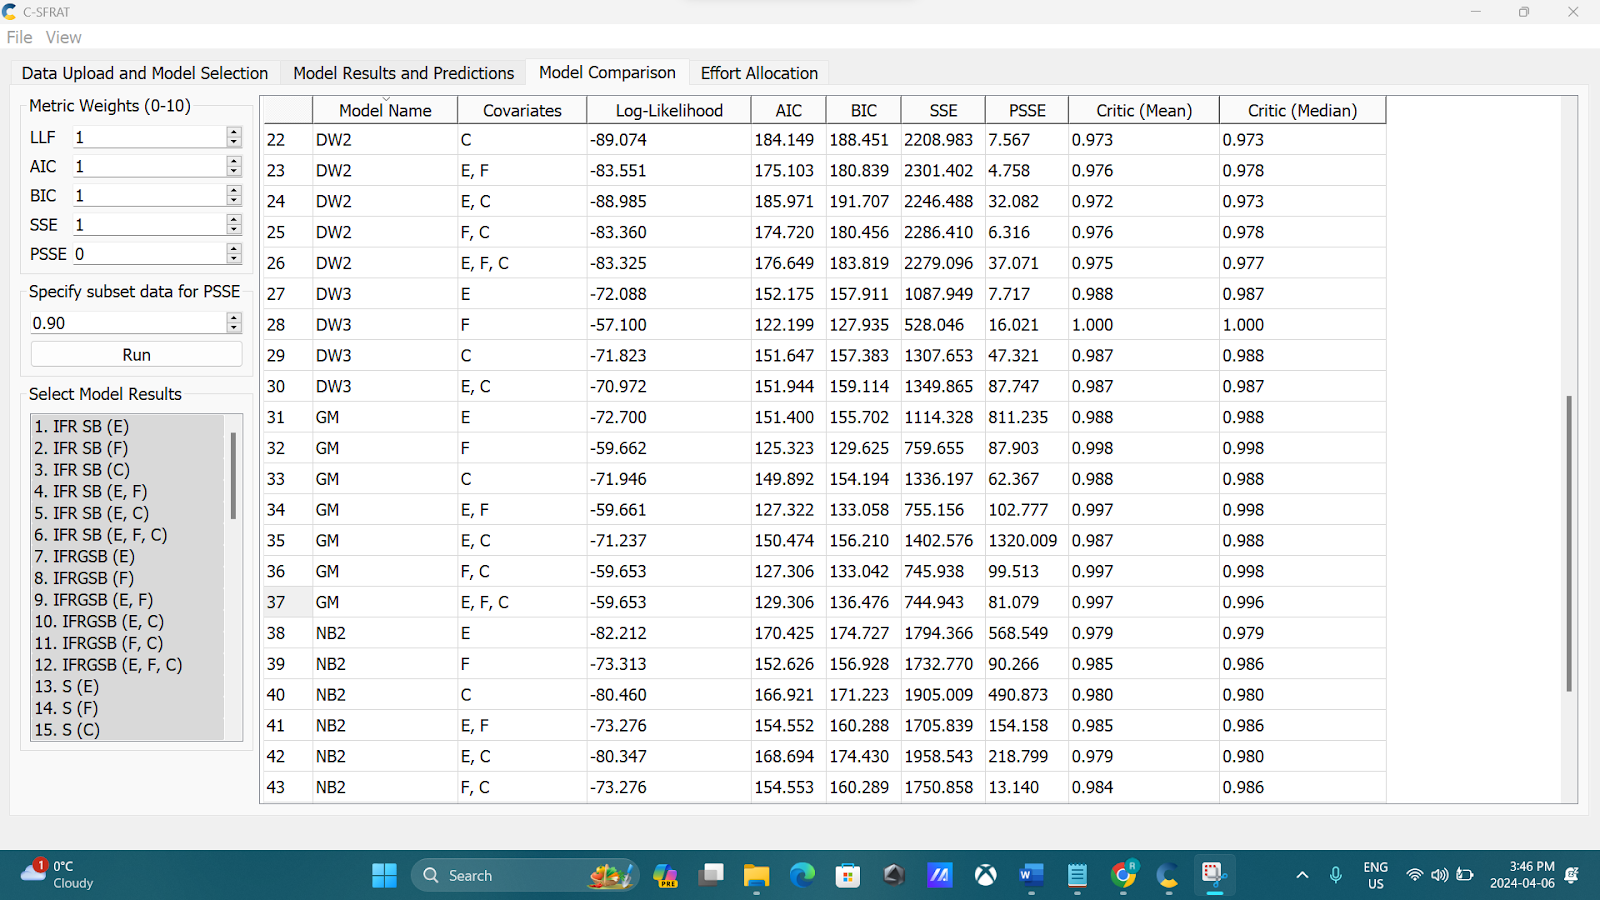 C-SFRAT
File View
Data Upload and Model Selection Model Results and Predictions Model Comparison Effort Allocation
Metric Weights (0-10)
LLF 1
AIC 1
BIC 1
SSE 1
PSSE 0
Specify subset data for PSSE
0.90
Run
Select Model Results
1. IFR SB (E)
2. IFR SB (F)
3. IFR SB (C)
4. IFR SB (E, F)
5. IFR SB (E, C)
6. IFR SB (E, F, C)
7. IFRGSB (E)
8. IFRGSB (F)
9. IFRGSB (E, F)
10. IFRGSB (E, C)
11. IFRGSB (F, C)
12. IFRGSB (E, F, C)
13. S (E)
14. S (F)
15. S (C)
Model Name Covariates Log-Likelihood AIC BIC SSE PSSE Critic (Mean) Critic (Median)
22 DW2 C -89.074 184.149 188.451 2208.983 7.567 0.973 0.973
23 DW2 E, F -83.551 175.103 180.839 2301.402 4.758 0.976 0.978
24 DW2 E, C -88.985 185.971 191.707 2246.488 32.082 0.972 0.973
25 DW2 F, C -83.360 174.720 180.456 2286.410 6.316 0.976 0.978
26 DW2 E, F, C -83.325 176.649 183.819 2279.096 37.071 0.975 0.977
27 DW3 E -72.088 152.175 157.911 1087.949 7.717 0.988 0.987
28 DW3 F -57.100 122.199 127.935 528.046 16.021 1.000 1.000
29 DW3 C -71.823 151.647 157.383 1307.653 47.321 0.987 0.988
30 DW3 E, C -70.972 151.944 159.114 1349.865 87.747 0.987 0.987
31 GM E -72.700 151.400 155.702 1114.328 811.235 0.988 0.988
32 GM F -59.662 125.323 129.625 759.655 87.903 0.998 0.998
33 GM C -71.946 149.892 154.194 1336.197 62.367 0.988 0.988
34 GM E, F -59.661 127.322 133.058 755.156 102.777 0.997 0.998
35 GM E, C -71.237 150.474 156.210 1402.576 1320.009 0.987 0.988
36 GM F, C -59.653 127.306 133.042 745.938 99.513 0.997 0.998
37 GM E, F, C -59.653 129.306 136.476 744.943 81.079 0.997 0.996
38 NB2 E -82.212 170.425 174.727 1794.366 568.549 0.979 0.979
39 NB2 F -73.313 152.626 156.928 1732.770 90.266 0.985 0.986
40 NB2 C -80.460 166.921 171.223 1905.009 490.873 0.980 0.980
41 NB2 E, F -73.276 154.552 160.288 1705.839 154.158 0.985 0.986
42 NB2 E, C -80.347 168.694 174.430 1958.543 218.799 0.979 0.980
43 NB2 F, C -73.276 154.553 160.289 1750.858 13.140 0.984 0.986
1 0°C
Cloudy
Search
PRE
W
R
ENG
US
3:46 PM
2024-04-06